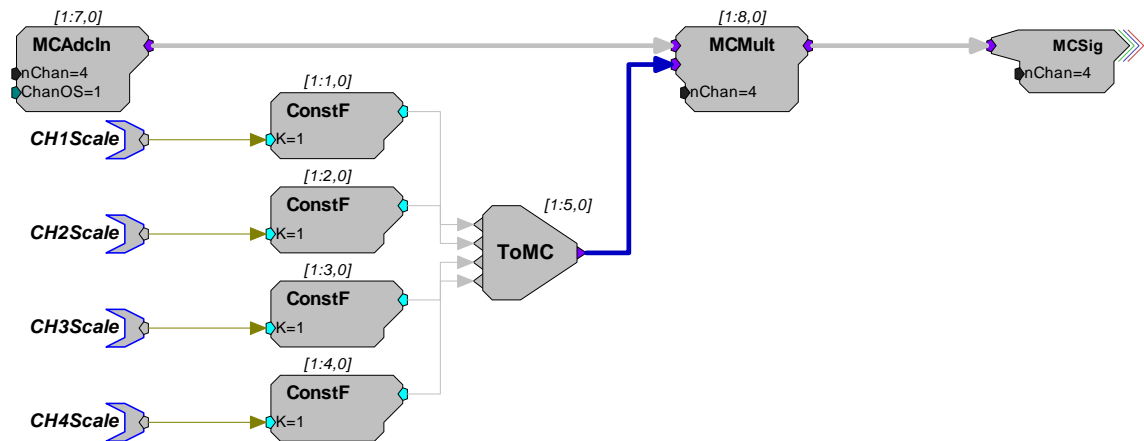 [1:7,0]
MCAdcIn
nChan=4
ChanOS=1
[1:8,0]
MCMult
nChan=4
MCSig
nChan=4
[1:1,0]
ConstF
K=1
CH1Scale
[1:2,0]
ConstF
K=1
CH2Scale
[1:5,0]
ToMC
[1:3,0]
ConstF
K=1
CH3Scale
[1:4,0]
ConstF
K=1
CH4Scale